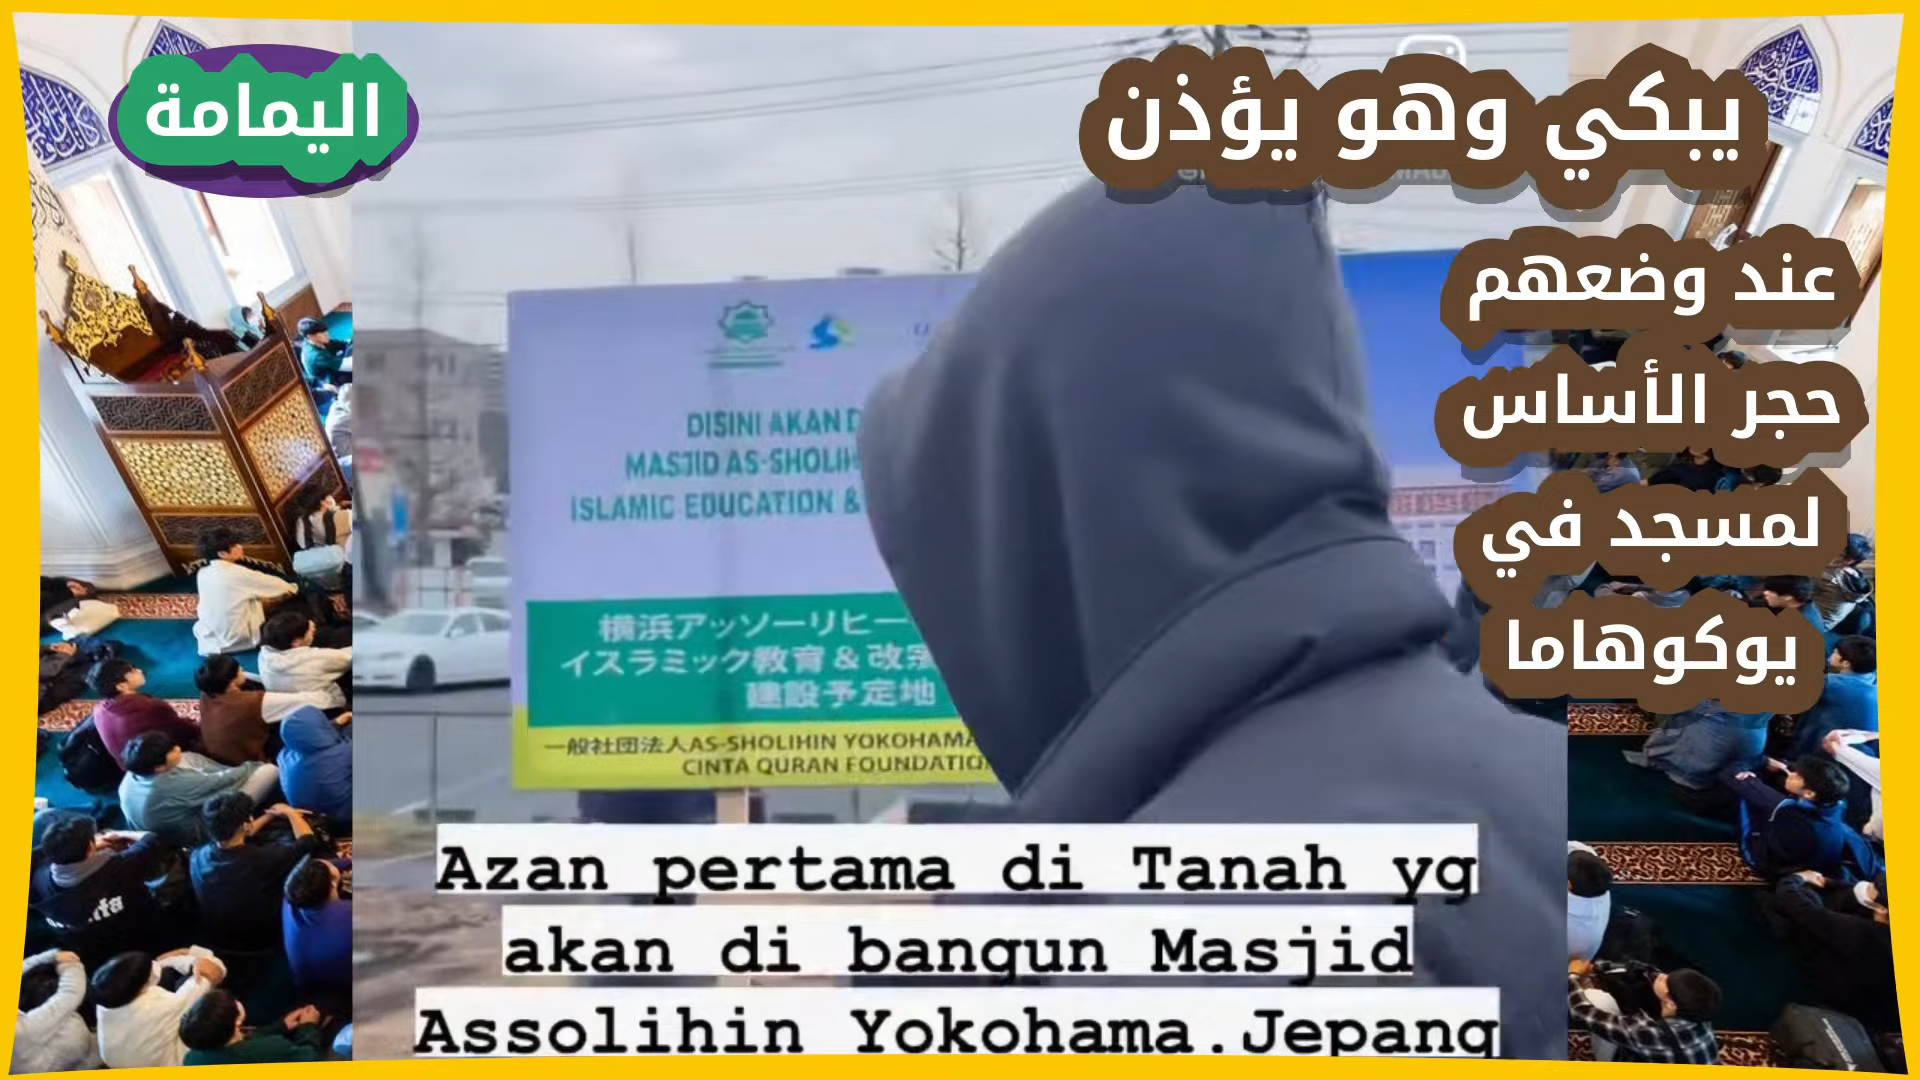 اليمامة
يبكي وهو يؤذن
عند وضعهم
حجر الأساس
لمسجد في
يوكوهاما
DISINI AKAN
MASJID AS-SHOLIH
ISLAMIC EDUCATION &
横浜アッソーリヒー
イスラミック教育 & 改宗
建設予定地
一般社団法人AS-SHOLIHIN YOKOHAMA
CINTA QURAN FOUNDATION
Azan pertama di Tanah yg
akan di bangun Masjid
Assolihin Yokohama.Jepang